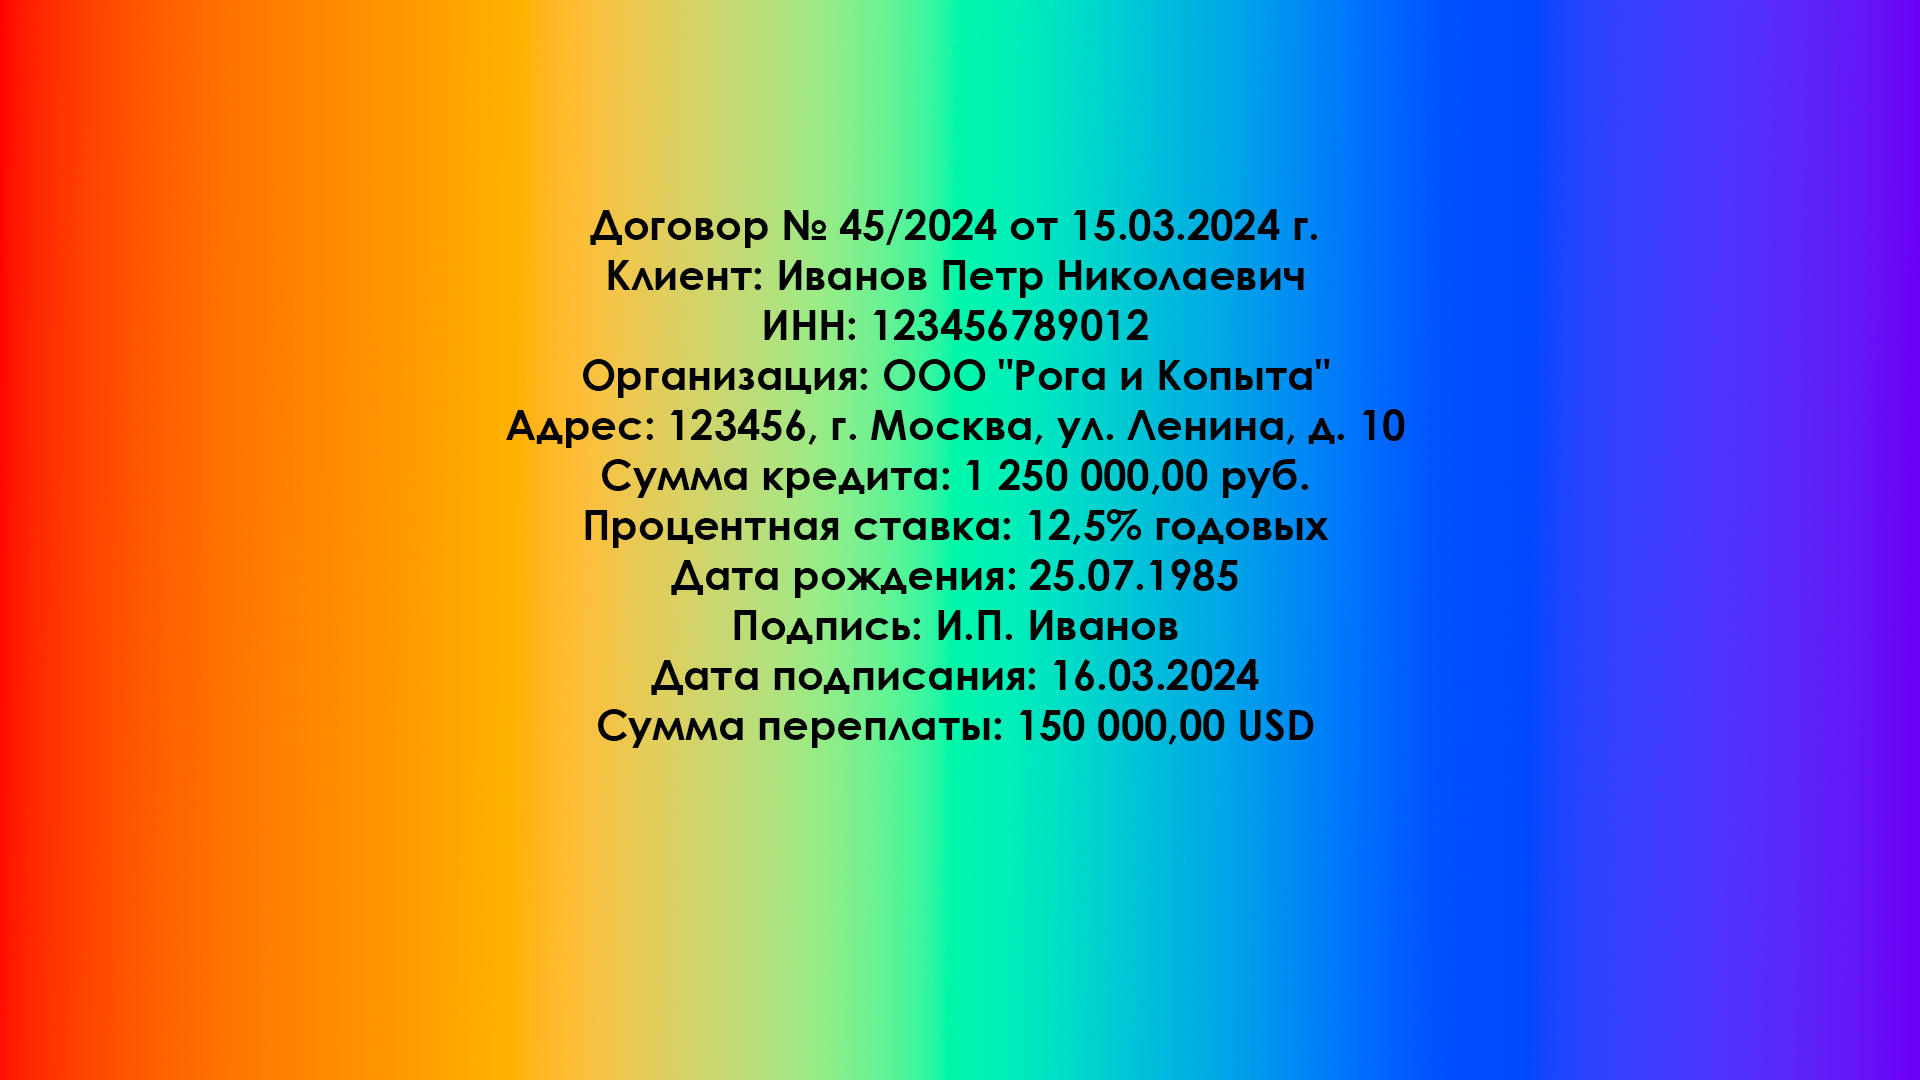 Договор № 45/2024 от 15.03.2024 г.
Клиент: Иванов Петр Николаевич
ИНН: 123456789012
Организация: ООО "Рога и Копыта"
Адрес: 123456, г. Москва, ул. Ленина, д. 10
Сумма кредита: 1 250 000,00 руб.
Процентная ставка: 12,5% годовых
Дата рождения: 25.07.1985
Подпись: И.П. Иванов
Дата подписания: 16.03.2024
Сумма переплаты: 150 000,00 USD